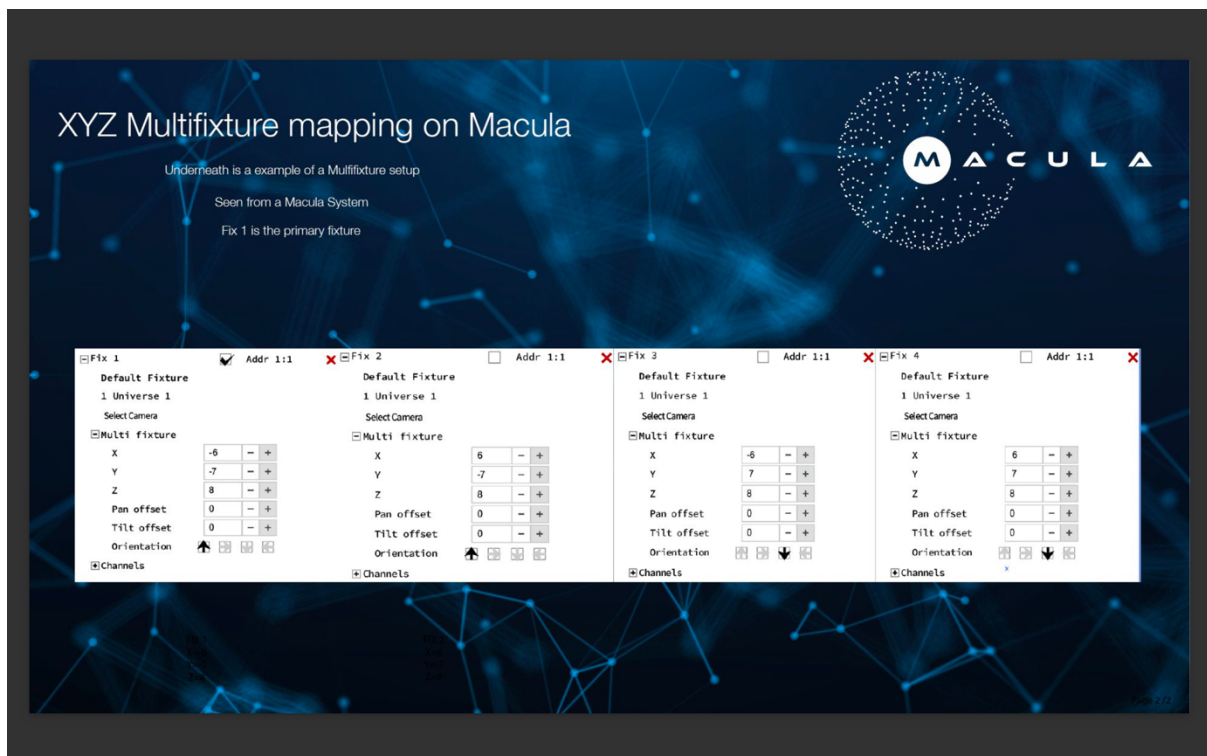 XYZ Multifixture mapping on Macula
Underneath is a example of a Mulfifixture setup
Seen from a Macula System
Fix 1 is the primary fixture
MACULA
Fix 1 Addr 1:1
Default Fixture
1 Universe 1
Select Camera
Multi fixture
X -6 - +
Y -7 - +
Z 8 - +
Pan offset 0 - +
Tilt offset 0 - +
Orientation
Channels
Fix 2 Addr 1:1
Default Fixture
1 Universe 1
Select Camera
Multi fixture
X 6 - +
Y -7 - +
Z 8 - +
Pan offset 0 - +
Tilt offset 0 - +
Orientation
Channels
Fix 3 Addr 1:1
Default Fixture
1 Universe 1
Select Camera
Multi fixture
X -6 - +
Y 7 - +
Z 8 - +
Pan offset 0 - +
Tilt offset 0 - +
Orientation
Channels
Fix 4 Addr 1:1
Default Fixture
1 Universe 1
Select Camera
Multi fixture
X 6 - +
Y 7 - +
Z 8 - +
Pan offset 0 - +
Tilt offset 0 - +
Orientation
x
Channels